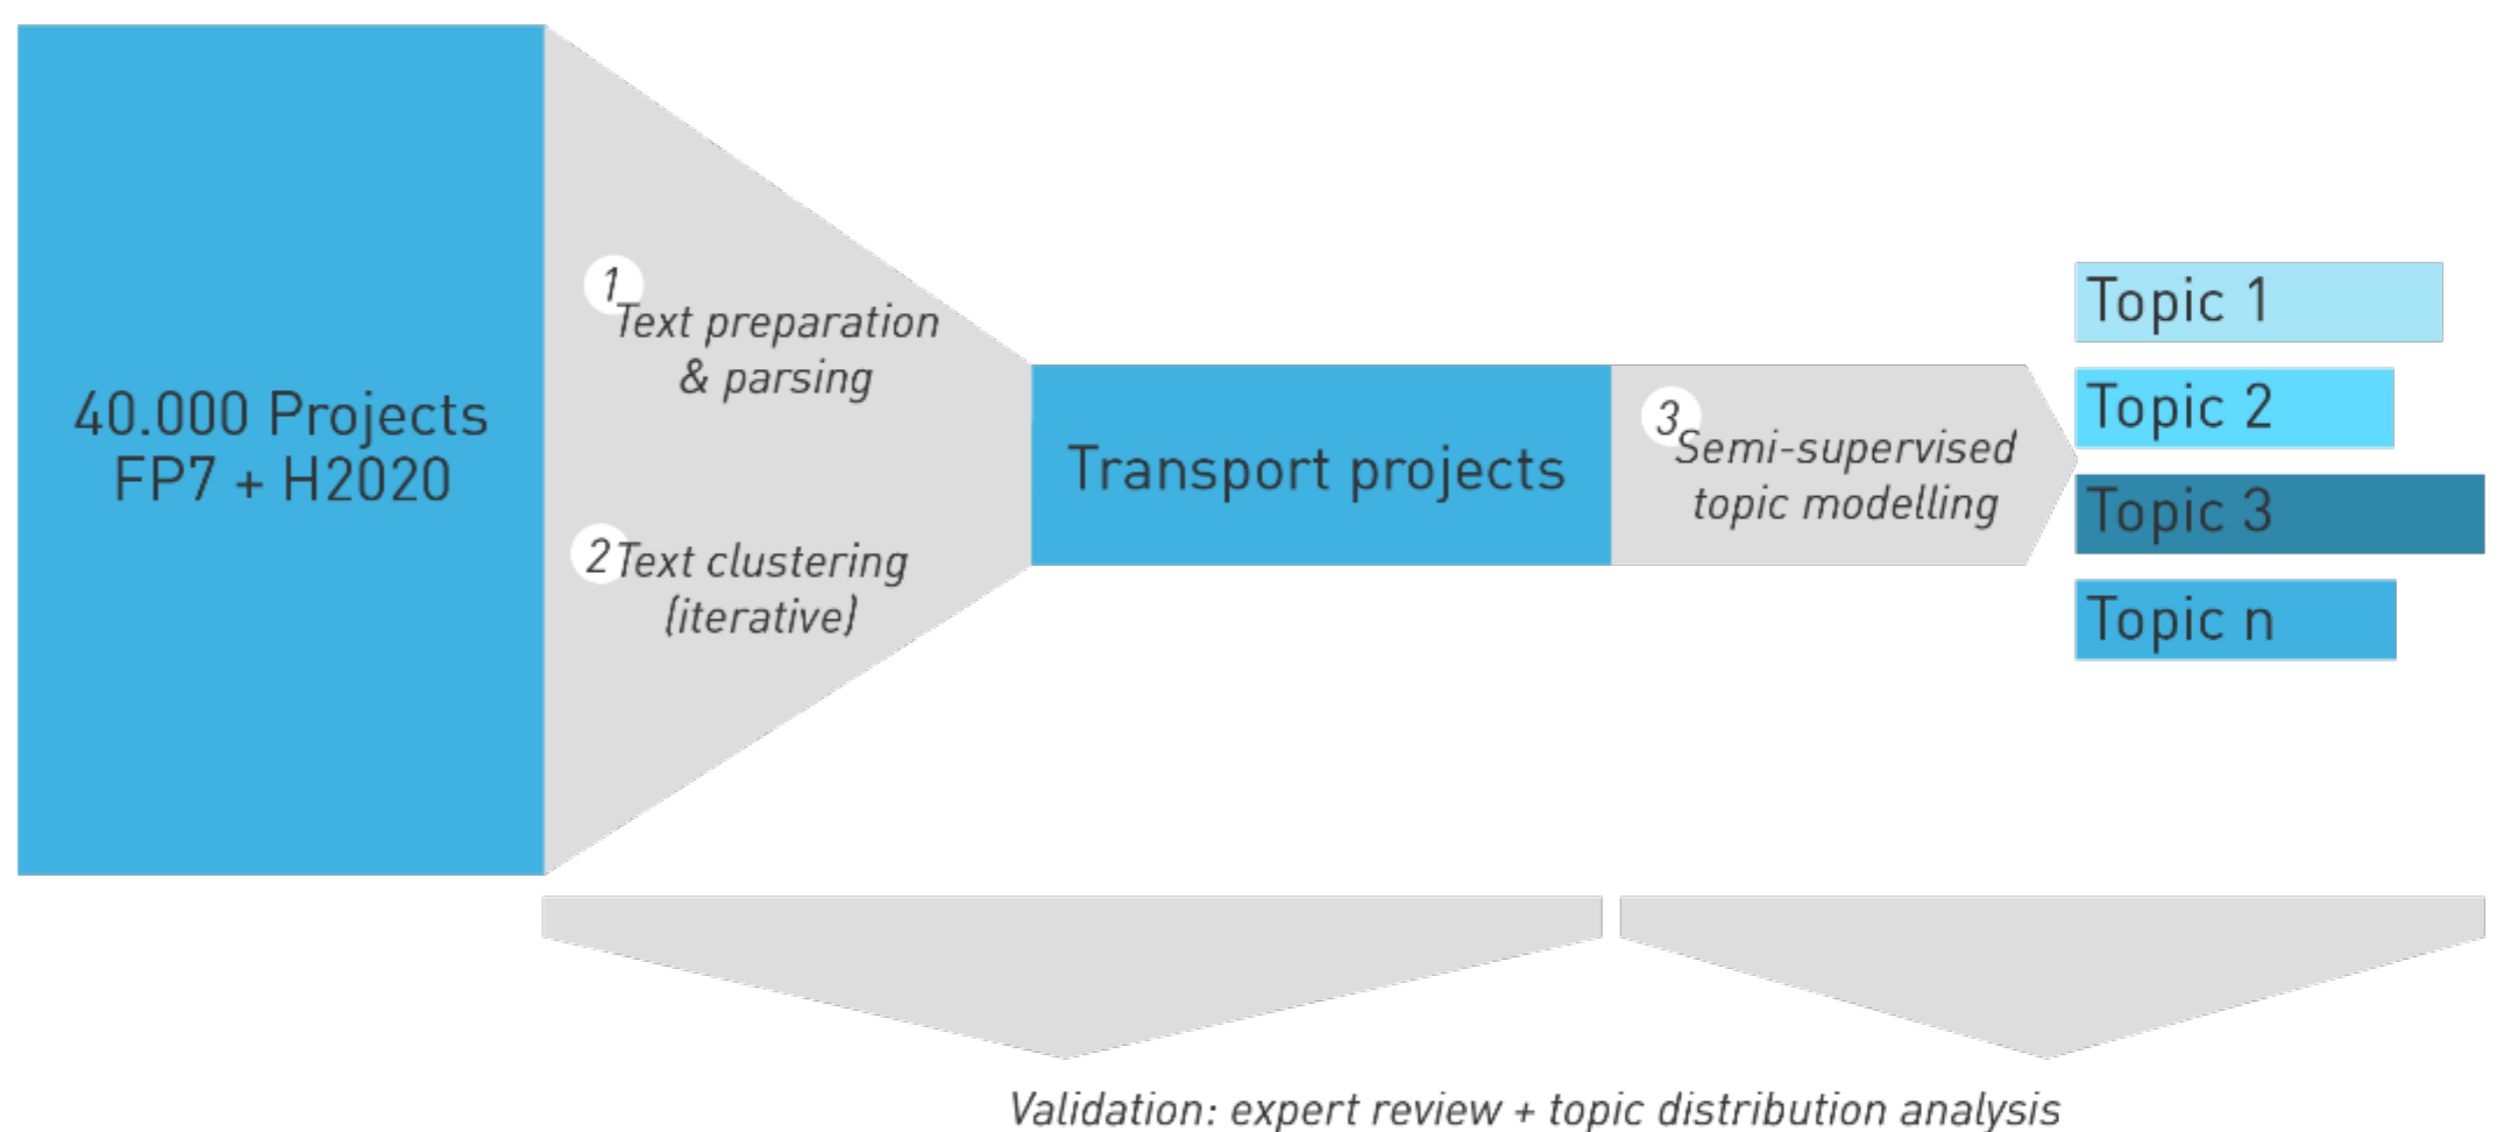 40.000 Projects
FP7 + H2020
1
Text preparation
& parsing
2
Text clustering
(iterative)
Transport projects
3
Semi-supervised
topic modelling
Topic 1
Topic 2
Topic 3
Topic n
Validation: expert review + topic distribution analysis